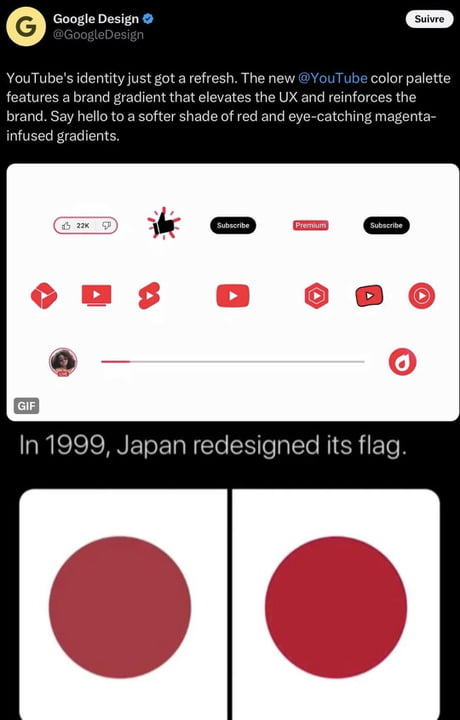 Google Design
@GoogleDesign
Suivre
YouTube's identity just got a refresh. The new @YouTube color palette
features a brand gradient that elevates the UX and reinforces the
brand. Say hello to a softer shade of red and eye-catching magenta-
infused gradients.
22K
Subscribe
Premium
Subscribe
LIVE
GIF
In 1999, Japan redesigned its flag.